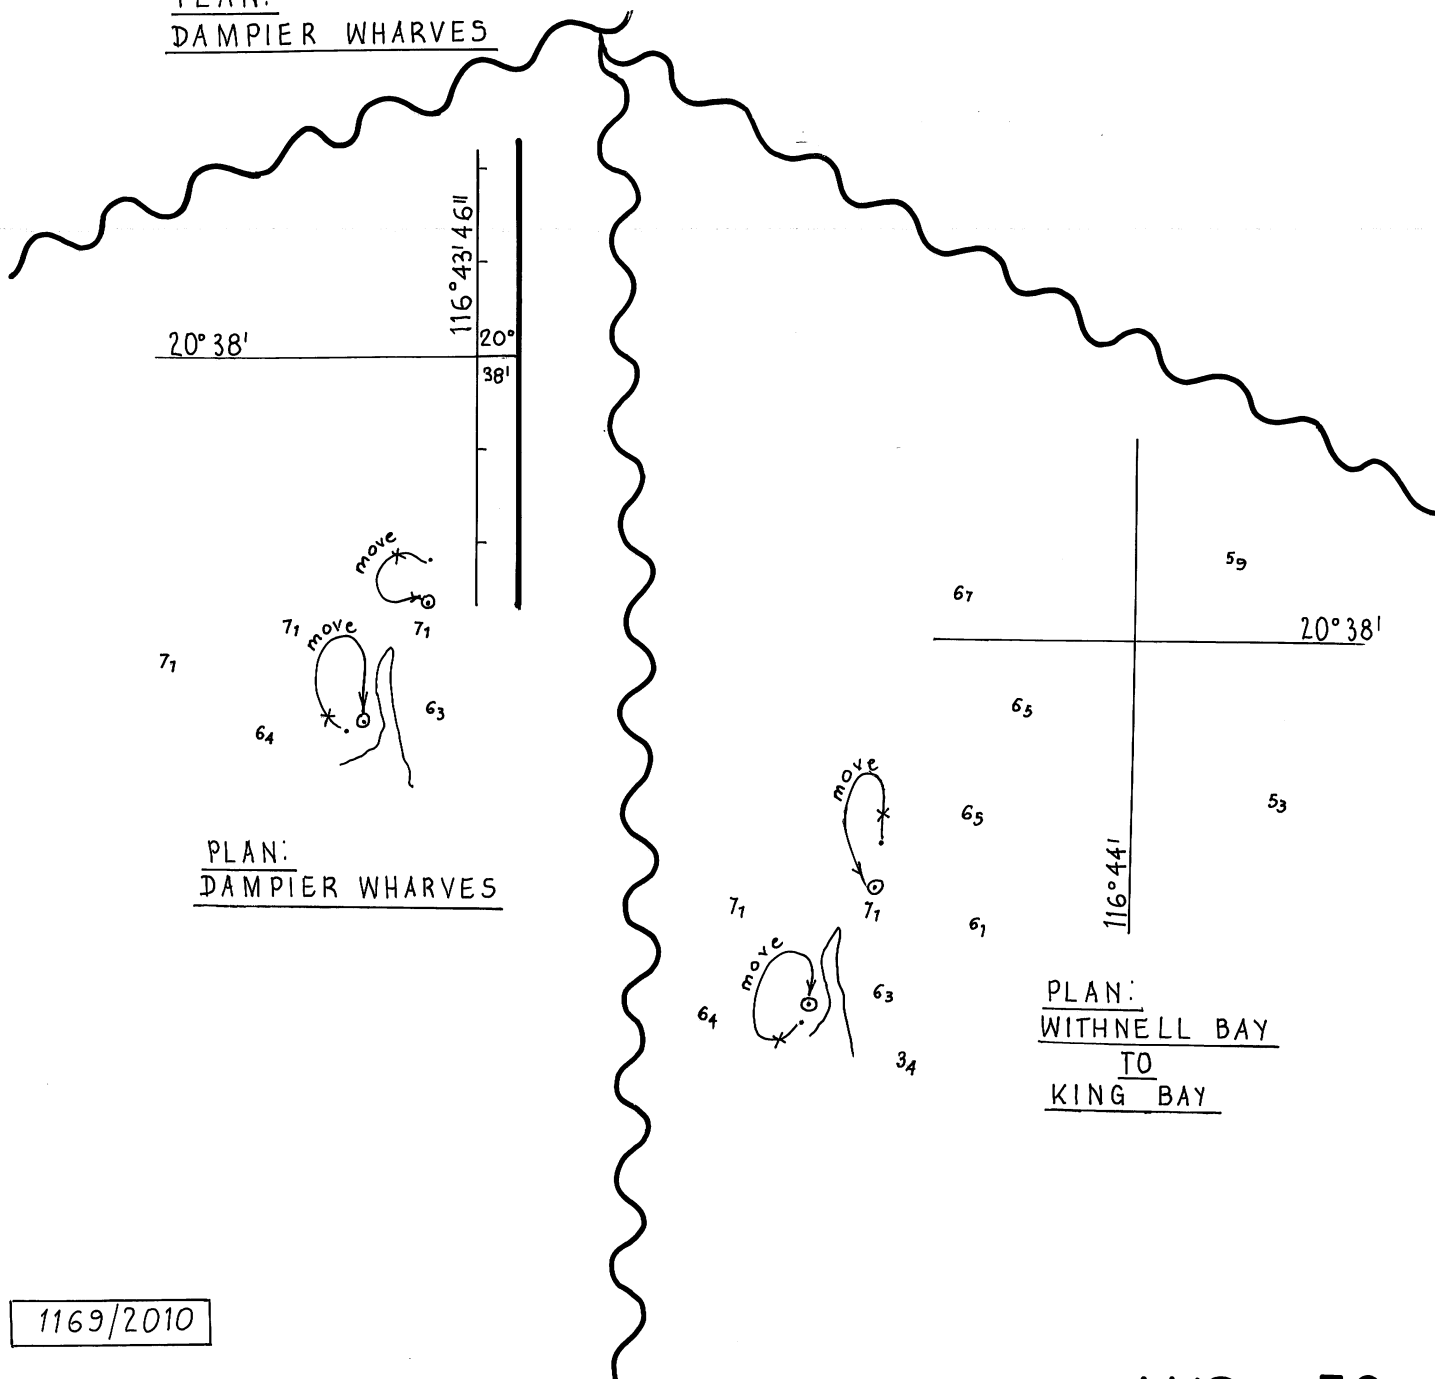 PLAN:
DAMPIER WHARVES
116°43'46"
20°38'
20°
38'
move
71
move
71
71
63
64
PLAN:
DAMPIER WHARVES
59
67
20°38'
65
move
53
65
116°44'
71
71
61
move
63
64
34
PLAN:
WITHNELL BAY
TO
KING BAY
1169/2010